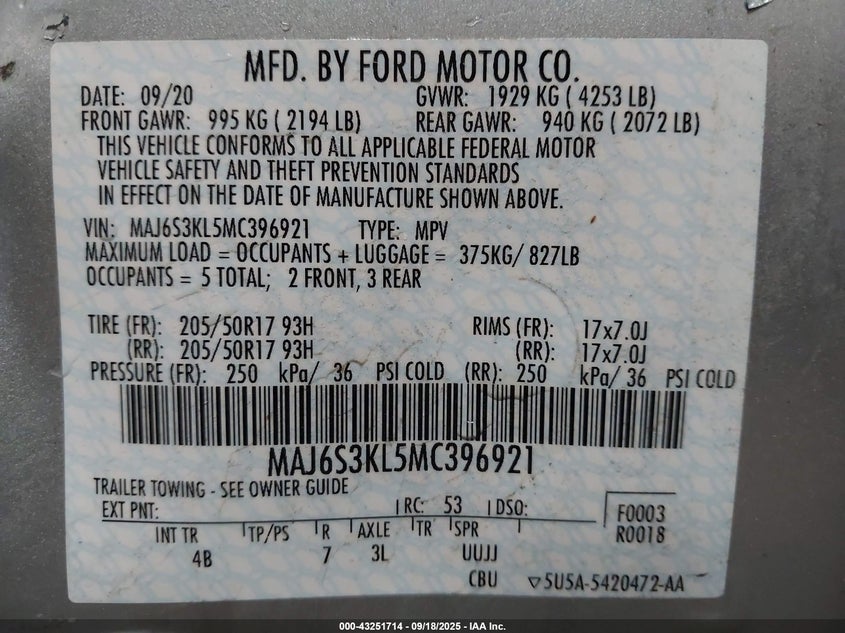 MFD. BY FORD MOTOR CO.
DATE: 09/20 GVWR: 1929 KG ( 4253 LB)
FRONT GAWR: 995 KG ( 2194 LB) REAR GAWR: 940 KG ( 2072 LB)
THIS VEHICLE CONFORMS TO ALL APPLICABLE FEDERAL MOTOR
VEHICLE SAFETY AND THEFT PREVENTION STANDARDS
IN EFFECT ON THE DATE OF MANUFACTURE SHOWN ABOVE.
VIN: MAJ6S3KL5MC396921 TYPE: MPV
MAXIMUM LOAD = OCCUPANTS + LUGGAGE = 375KG/ 827LB
OCCUPANTS = 5 TOTAL; 2 FRONT, 3 REAR
TIRE (FR): 205/50R17 93H RIMS (FR): 17x7.0J
(RR): 205/50R17 93H (RR): 17x7.0J
PRESSURE (FR): 250 kPa/ 36 PSI COLD (RR): 250 kPa/ 36 PSI COLD
MAJ6S3KL5MC396921
TRAILER TOWING - SEE OWNER GUIDE
EXT PNT: RC: 53 DSO: F0003
R0018
INT TR TP/PS R AXLE TR SPR
4B 7 3L UUJJ
CBU ▽5U5A-5420472-AA
000-43251714 - 09/18/2025 - IAA Inc.